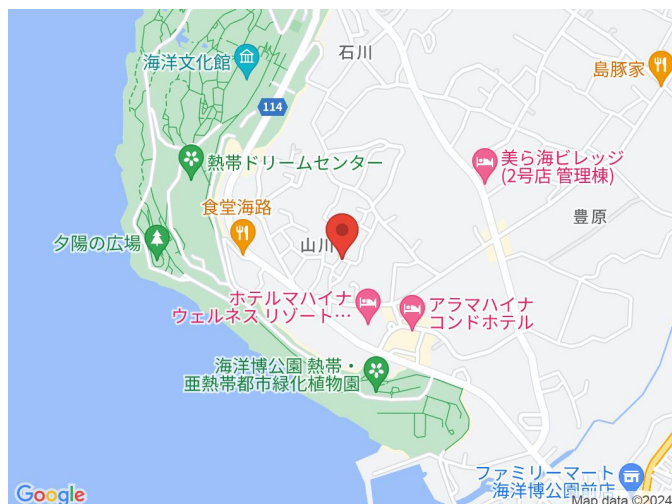 石川
海洋文化館
島豚家
114
熱帯ドリームセンター
美ら海ビレッジ
(2号店 管理棟)
食堂海路
豊原
夕陽の広場
山川
ホテルマハイナ
ウェルネス リゾート…
アラマハイナ
コンドホテル
海洋博公園 熱帯・
亜熱帯都市緑化植物園
ファミリーマート
海洋博公園前店
Google
Map data ©2024